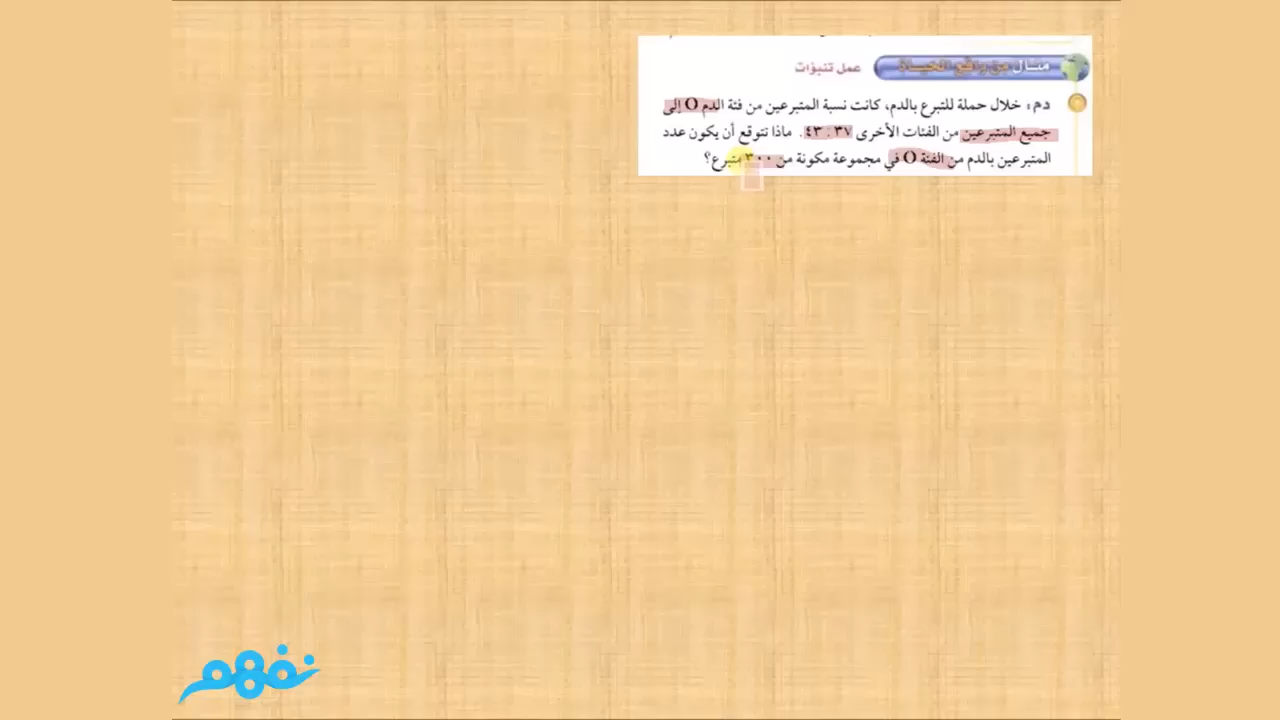 مثال من واقع الحياة عمل تنبؤات
دم: خلال حملة للتبرع بالدم، كانت نسبة المتبرعين من فئة الدم O إلى
جميع المتبرعين من الفئات الأخرى ٣٧ : ٤٣. ماذا تتوقع أن يكون عدد
المتبرعين بالدم من الفئة O في مجموعة مكونة من ٣٠٠ متبرع؟
نفهم